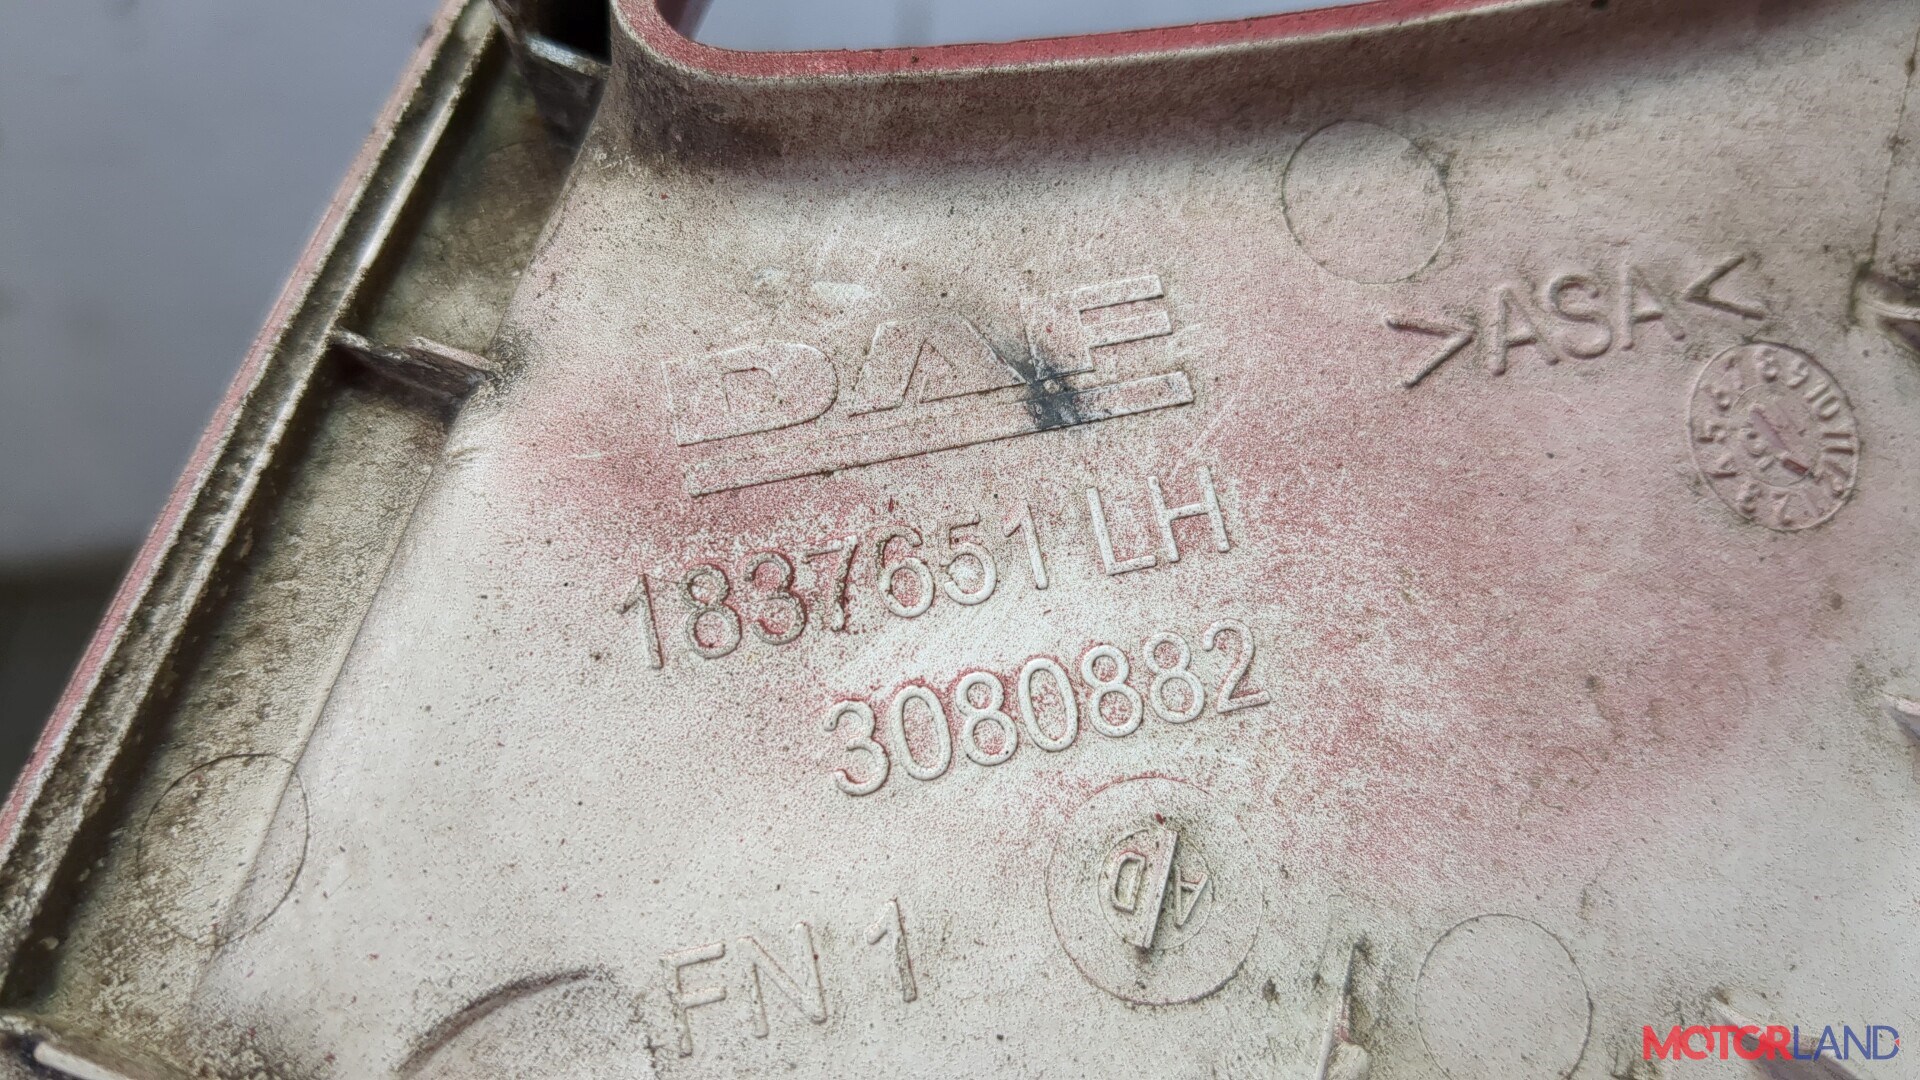 DAF
>ASA<
1837651 LH
3080882
FN 1
MOTORLAND